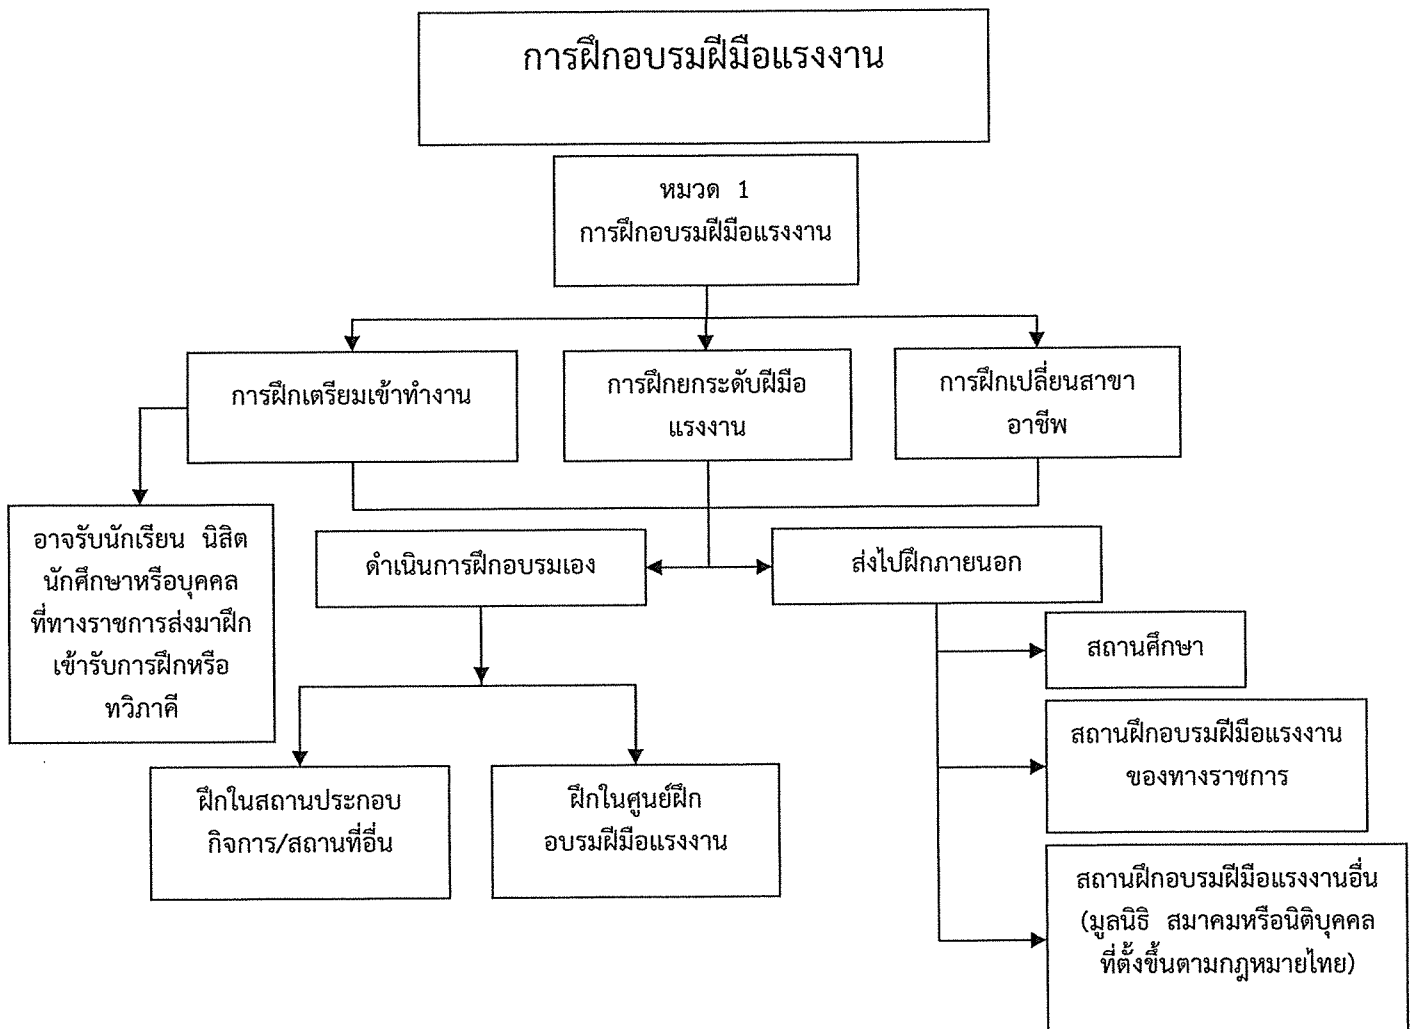 การฝึกอบรมฝีมือแรงงาน
หมวด 1
การฝึกอบรมฝีมือแรงงาน
การฝึกเตรียมเข้าทำงาน
การฝึกยกระดับฝีมือ
แรงงาน
การฝึกเปลี่ยนสาขา
อาชีพ
อาจรับนักเรียน นิสิต
นักศึกษาหรือบุคคล
ที่ทางราชการส่งมาฝึก
เข้ารับการฝึกหรือ
ทวิภาคี
ดำเนินการฝึกอบรมเอง
ส่งไปฝึกภายนอก
ฝึกในสถานประกอบ
กิจการ/สถานที่อื่น
ฝึกในศูนย์ฝึก
อบรมฝีมือแรงงาน
สถานศึกษา
สถานฝึกอบรมฝีมือแรงงาน
ของทางราชการ
สถานฝึกอบรมฝีมือแรงงานอื่น
(มูลนิธิ สมาคมหรือนิติบุคคล
ที่ตั้งขึ้นตามกฎหมายไทย)